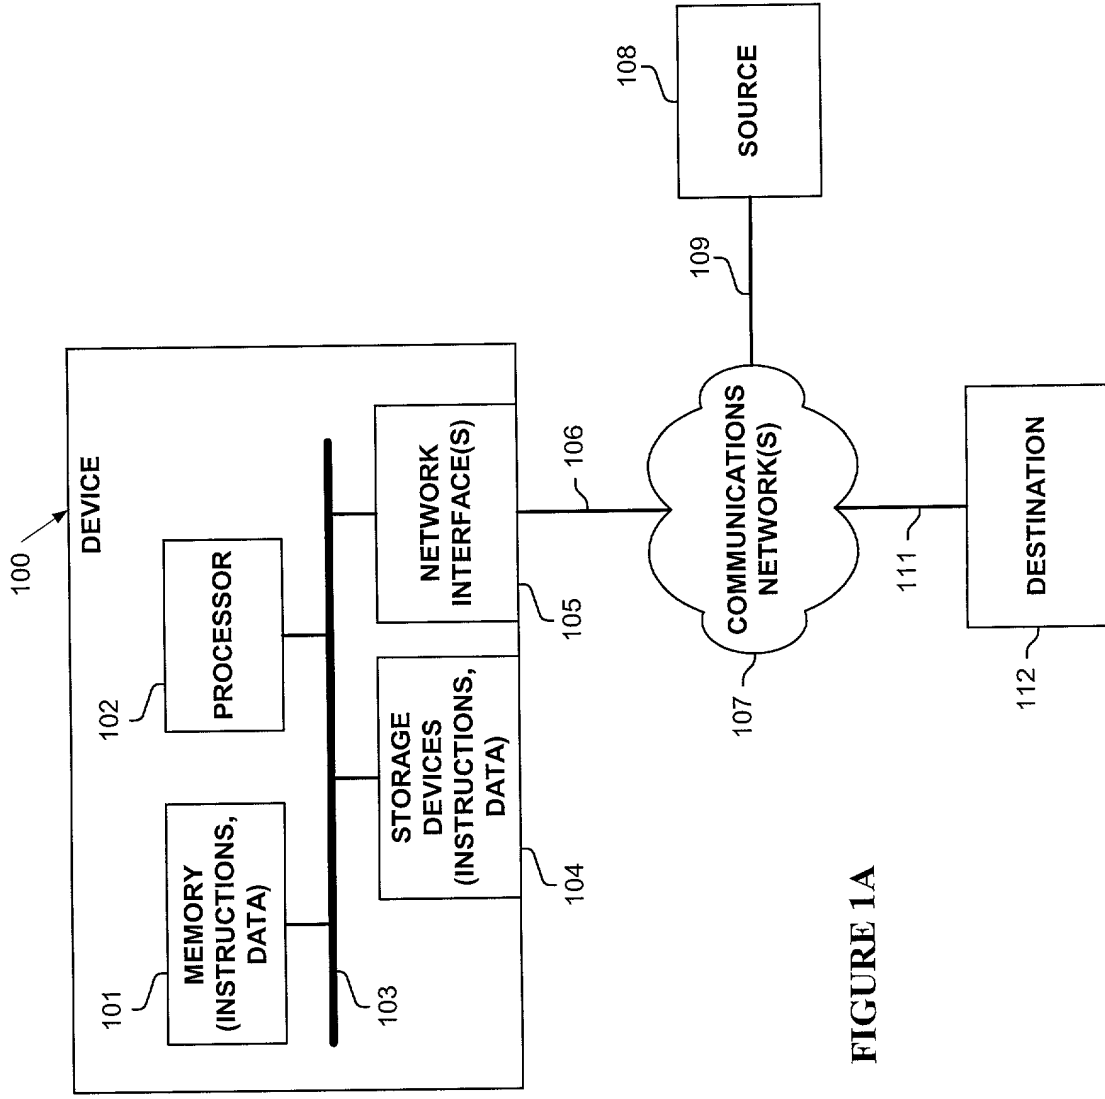 100
DEVICE
101
MEMORY
(INSTRUCTIONS,
DATA)
102
PROCESSOR
103
STORAGE
DEVICES
(INSTRUCTIONS,
DATA)
104
NETWORK
INTERFACE(S)
105
106
COMMUNICATIONS
NETWORK(S)
107
109
108
SOURCE
111
DESTINATION
112
FIGURE 1A